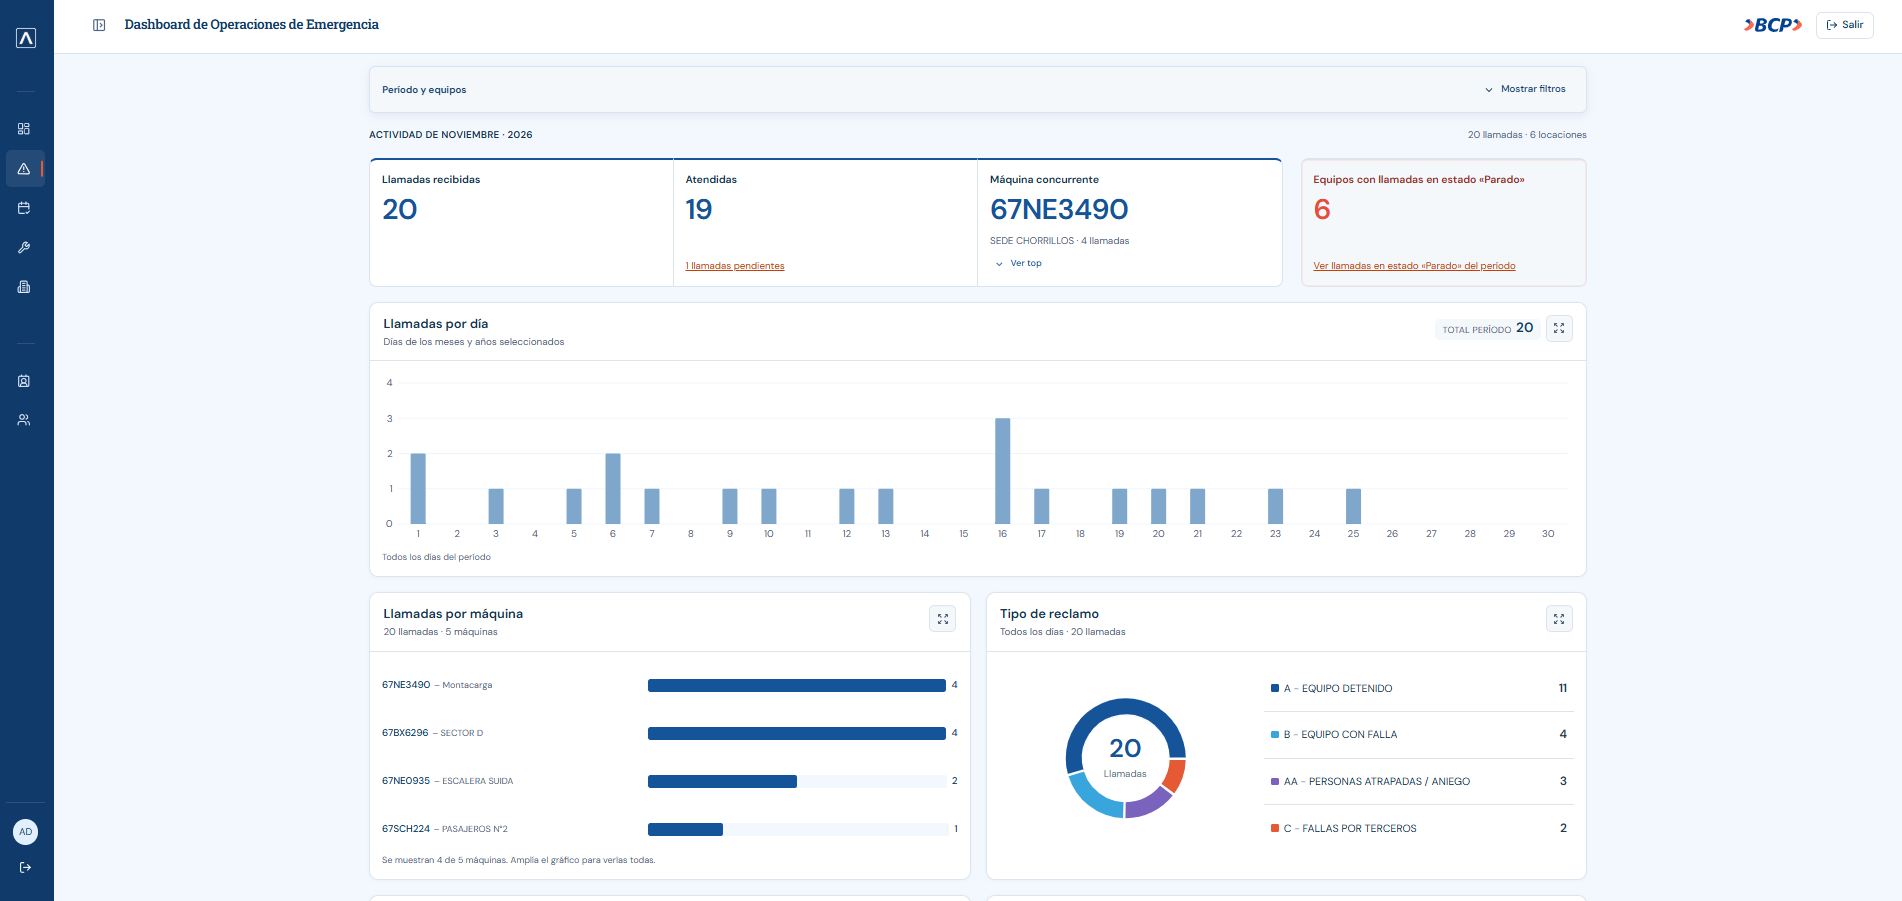 Dashboard de Operaciones de Emergencia
BCP
Salir
Período y equipos
Mostrar filtros
ACTIVIDAD DE NOVIEMBRE · 2026
20 llamadas · 6 locaciones
Llamadas recibidas
20
Atendidas
19
1 llamadas pendientes
Máquina concurrente
67NE3490
SEDE CHORRILLOS · 4 llamadas
Ver top
Equipos con llamadas en estado «Parado»
6
Ver llamadas en estado «Parado» del período
Llamadas por día
Días de los meses y años seleccionados
TOTAL PERÍODO 20
4
3
2
1
0
1 2 3 4 5 6 7 8 9 10 11 12 13 14 15 16 17 18 19 20 21 22 23 24 25 26 27 28 29 30
Todos los días del período
Llamadas por máquina
20 llamadas · 5 máquinas
67NE3490 – Montacarga 4
67BX6296 – SECTOR D 4
67NE0935 – ESCALERA SUIDA 2
67SCH224 – PASAJEROS N°2 1
Se muestran 4 de 5 máquinas. Amplía el gráfico para verlas todas.
Tipo de reclamo
Todos los días · 20 llamadas
20
Llamadas
A - EQUIPO DETENIDO 11
B - EQUIPO CON FALLA 4
AA - PERSONAS ATRAPADAS / ANIEGO 3
C - FALLAS POR TERCEROS 2
AD